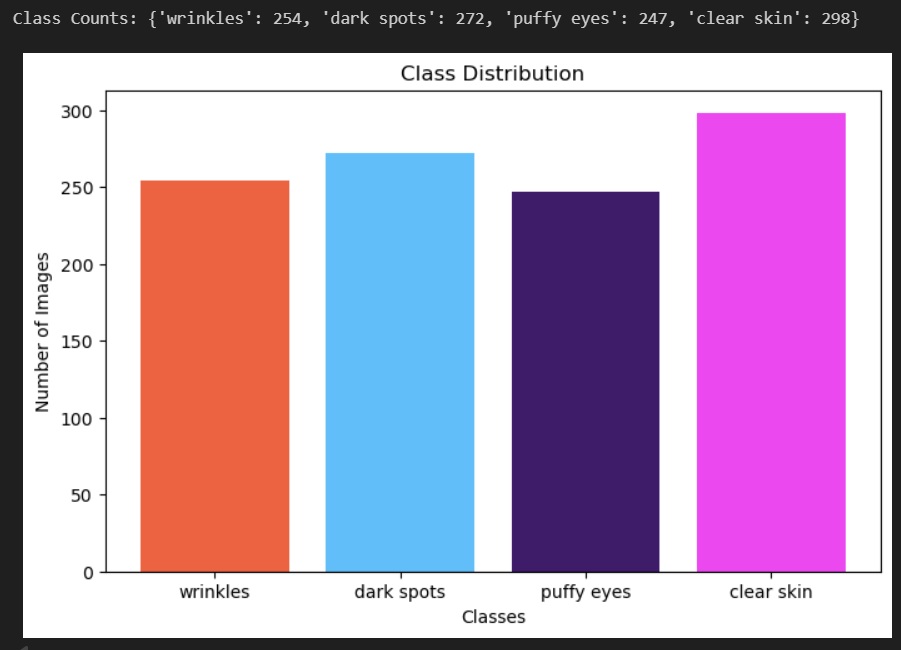 Class Counts: {'wrinkles': 254, 'dark spots': 272, 'puffy eyes': 247, 'clear skin': 298}
Class Distribution
Number of Images
300
250
200
150
100
50
0
wrinkles dark spots puffy eyes clear skin
Classes